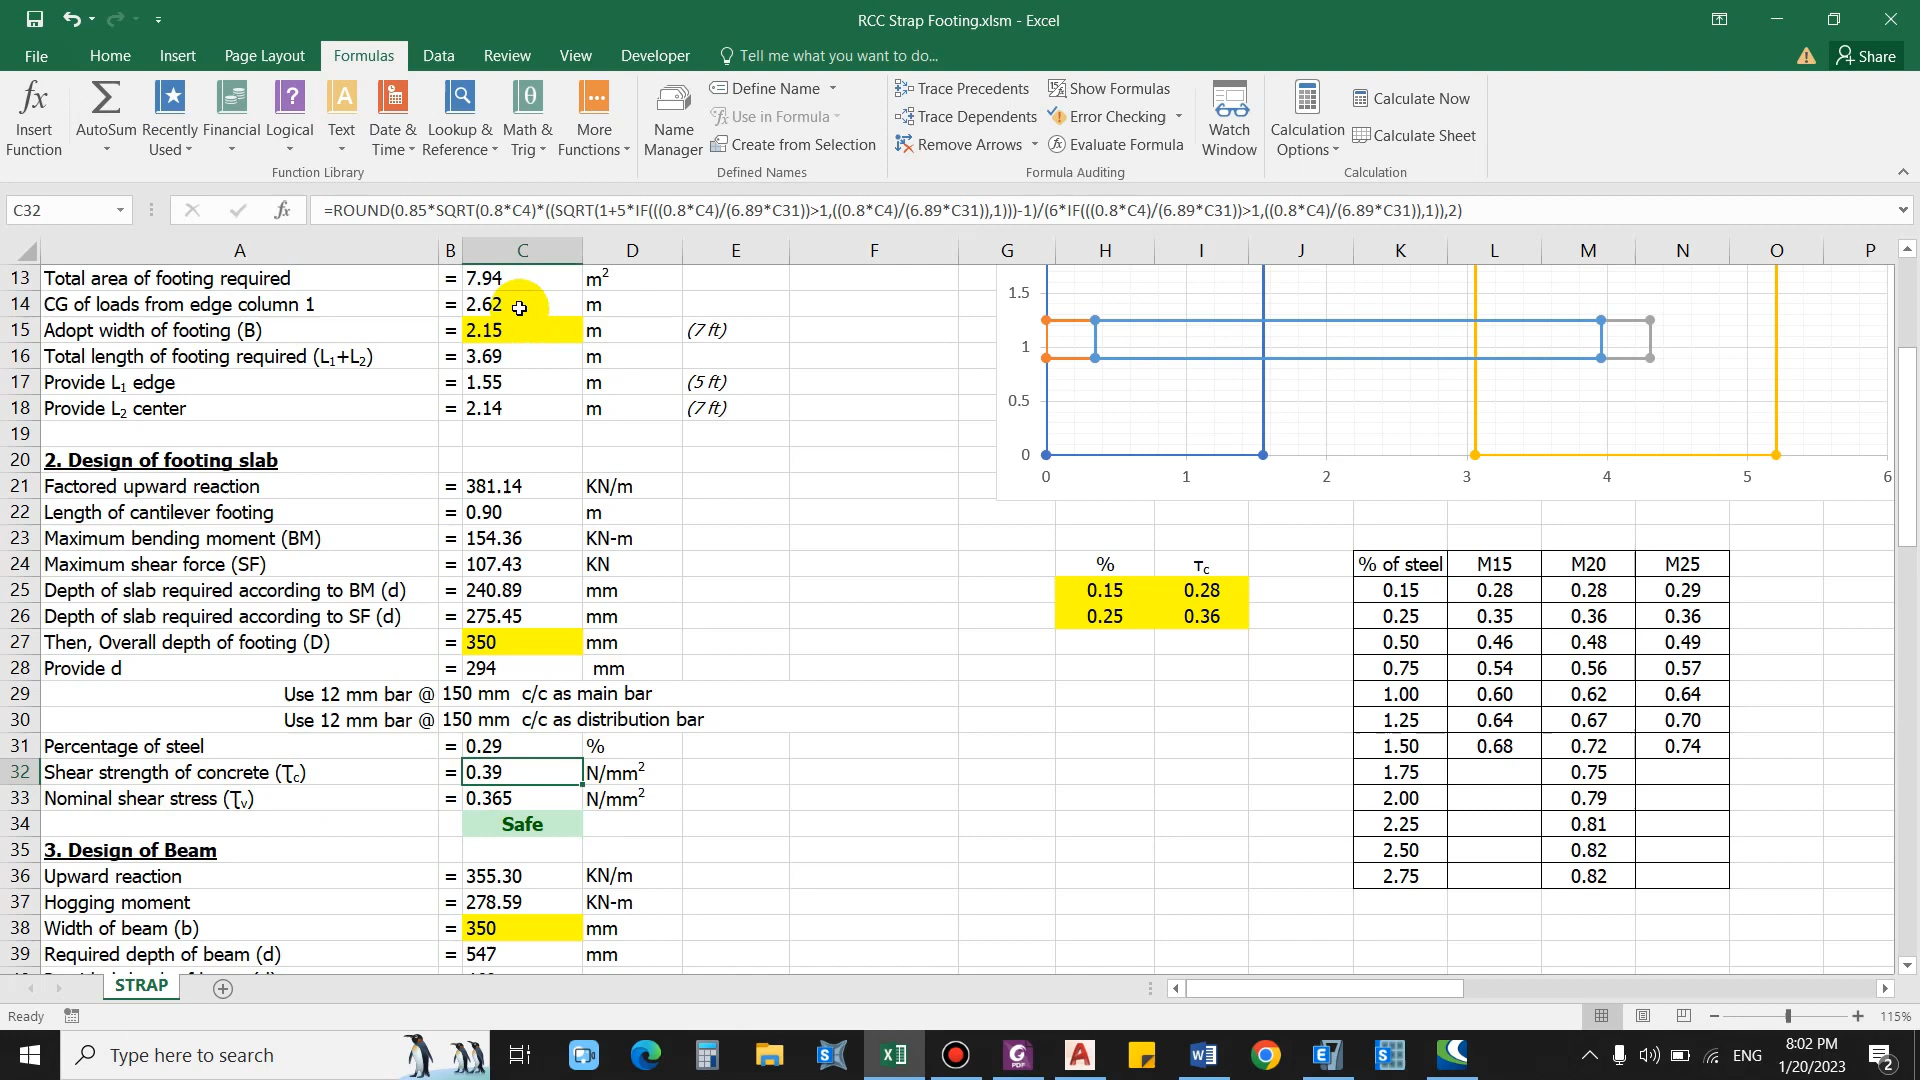 RCC Strap Footing.xlsm - Excel
File Home Insert Page Layout Formulas Data Review View Developer Tell me what you want to do... Share
Insert Function AutoSum Recently Used Financial Logical Text Date & Time Lookup & Reference Math & Trig More Functions
Name Manager Define Name Use in Formula Create from Selection
Trace Precedents Trace Dependents Remove Arrows Show Formulas Error Checking Evaluate Formula
Watch Window Calculation Options Calculate Now Calculate Sheet
Function Library Defined Names Formula Auditing Calculation
C32 fx =ROUND(0.85*SQRT(0.8*C4)*((SQRT(1+5*IF(((0.8*C4)/(6.89*C31))>1,((0.8*C4)/(6.89*C31)),1)))-1)/(6*IF(((0.8*C4)/(6.89*C31))>1,((0.8*C4)/(6.89*C31)),1)),2)
A B C D E F G H I J K L M N O P
13 Total area of footing required = 7.94 m²
14 CG of loads from edge column 1 = 2.62 m
15 Adopt width of footing (B) = 2.15 m (7 ft)
16 Total length of footing required (L₁+L₂) = 3.69 m
17 Provide L₁ edge = 1.55 m (5 ft)
18 Provide L₂ center = 2.14 m (7 ft)
19
20 2. Design of footing slab
21 Factored upward reaction = 381.14 KN/m
22 Length of cantilever footing = 0.90 m
23 Maximum bending moment (BM) = 154.36 KN-m
24 Maximum shear force (SF) = 107.43 KN
25 Depth of slab required according to BM (d) = 240.89 mm
26 Depth of slab required according to SF (d) = 275.45 mm
27 Then, Overall depth of footing (D) = 350 mm
28 Provide d = 294 mm
29 Use 12 mm bar @ 150 mm c/c as main bar
30 Use 12 mm bar @ 150 mm c/c as distribution bar
31 Percentage of steel = 0.29 %
32 Shear strength of concrete (Ʈc) = 0.39 N/mm²
33 Nominal shear stress (Ʈv) = 0.365 N/mm²
34 Safe
35 3. Design of Beam
36 Upward reaction = 355.30 KN/m
37 Hogging moment = 278.59 KN-m
38 Width of beam (b) = 350 mm
39 Required depth of beam (d) = 547 mm
1.5
1
0.5
0
0 1 2 3 4 5 6
% τc
0.15 0.28
0.25 0.36
% of steel M15 M20 M25
0.15 0.28 0.28 0.29
0.25 0.35 0.36 0.36
0.50 0.46 0.48 0.49
0.75 0.54 0.56 0.57
1.00 0.60 0.62 0.64
1.25 0.64 0.67 0.70
1.50 0.68 0.72 0.74
1.75 0.75
2.00 0.79
2.25 0.81
2.50 0.82
2.75 0.82
STRAP
Ready 115%
Type here to search
ENG 8:02 PM
1/20/2023 2